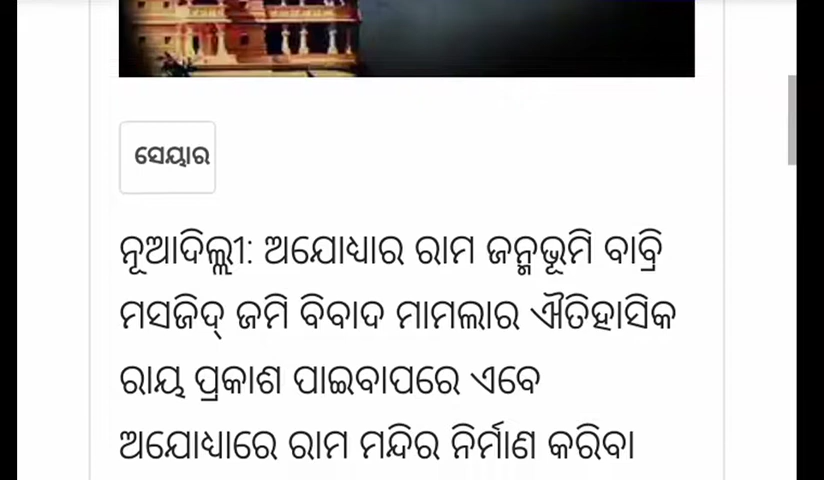 ସେୟାର
ନୂଆଦିଲ୍ଲୀ: ଅଯୋଧ୍ୟାର ରାମ ଜନ୍ମଭୂମି ବାବ୍ରି
ମସଜିଦ୍ ଜମି ବିବାଦ ମାମଲାର ଐତିହାସିକ
ରାୟ ପ୍ରକାଶ ପାଇବାପରେ ଏବେ
ଅଯୋଧ୍ୟାରେ ରାମ ମନ୍ଦିର ନିର୍ମାଣ କରିବା